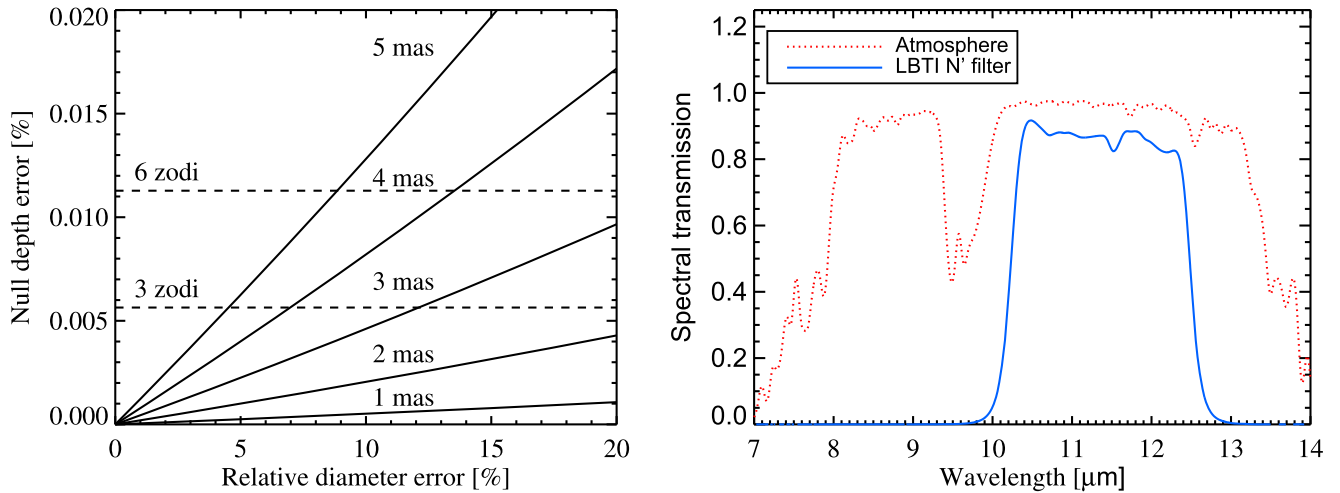 0.020
0.015
0.010
0.005
0.000
Null depth error [%]
5 mas
6 zodi
4 mas
3 zodi
3 mas
2 mas
1 mas
0 5 10 15 20
Relative diameter error [%]
1.2
1.0
0.8
0.6
0.4
0.2
0.0
Spectral transmission
Atmosphere
LBTI N' filter
7 8 9 10 11 12 13 14
Wavelength [μm]